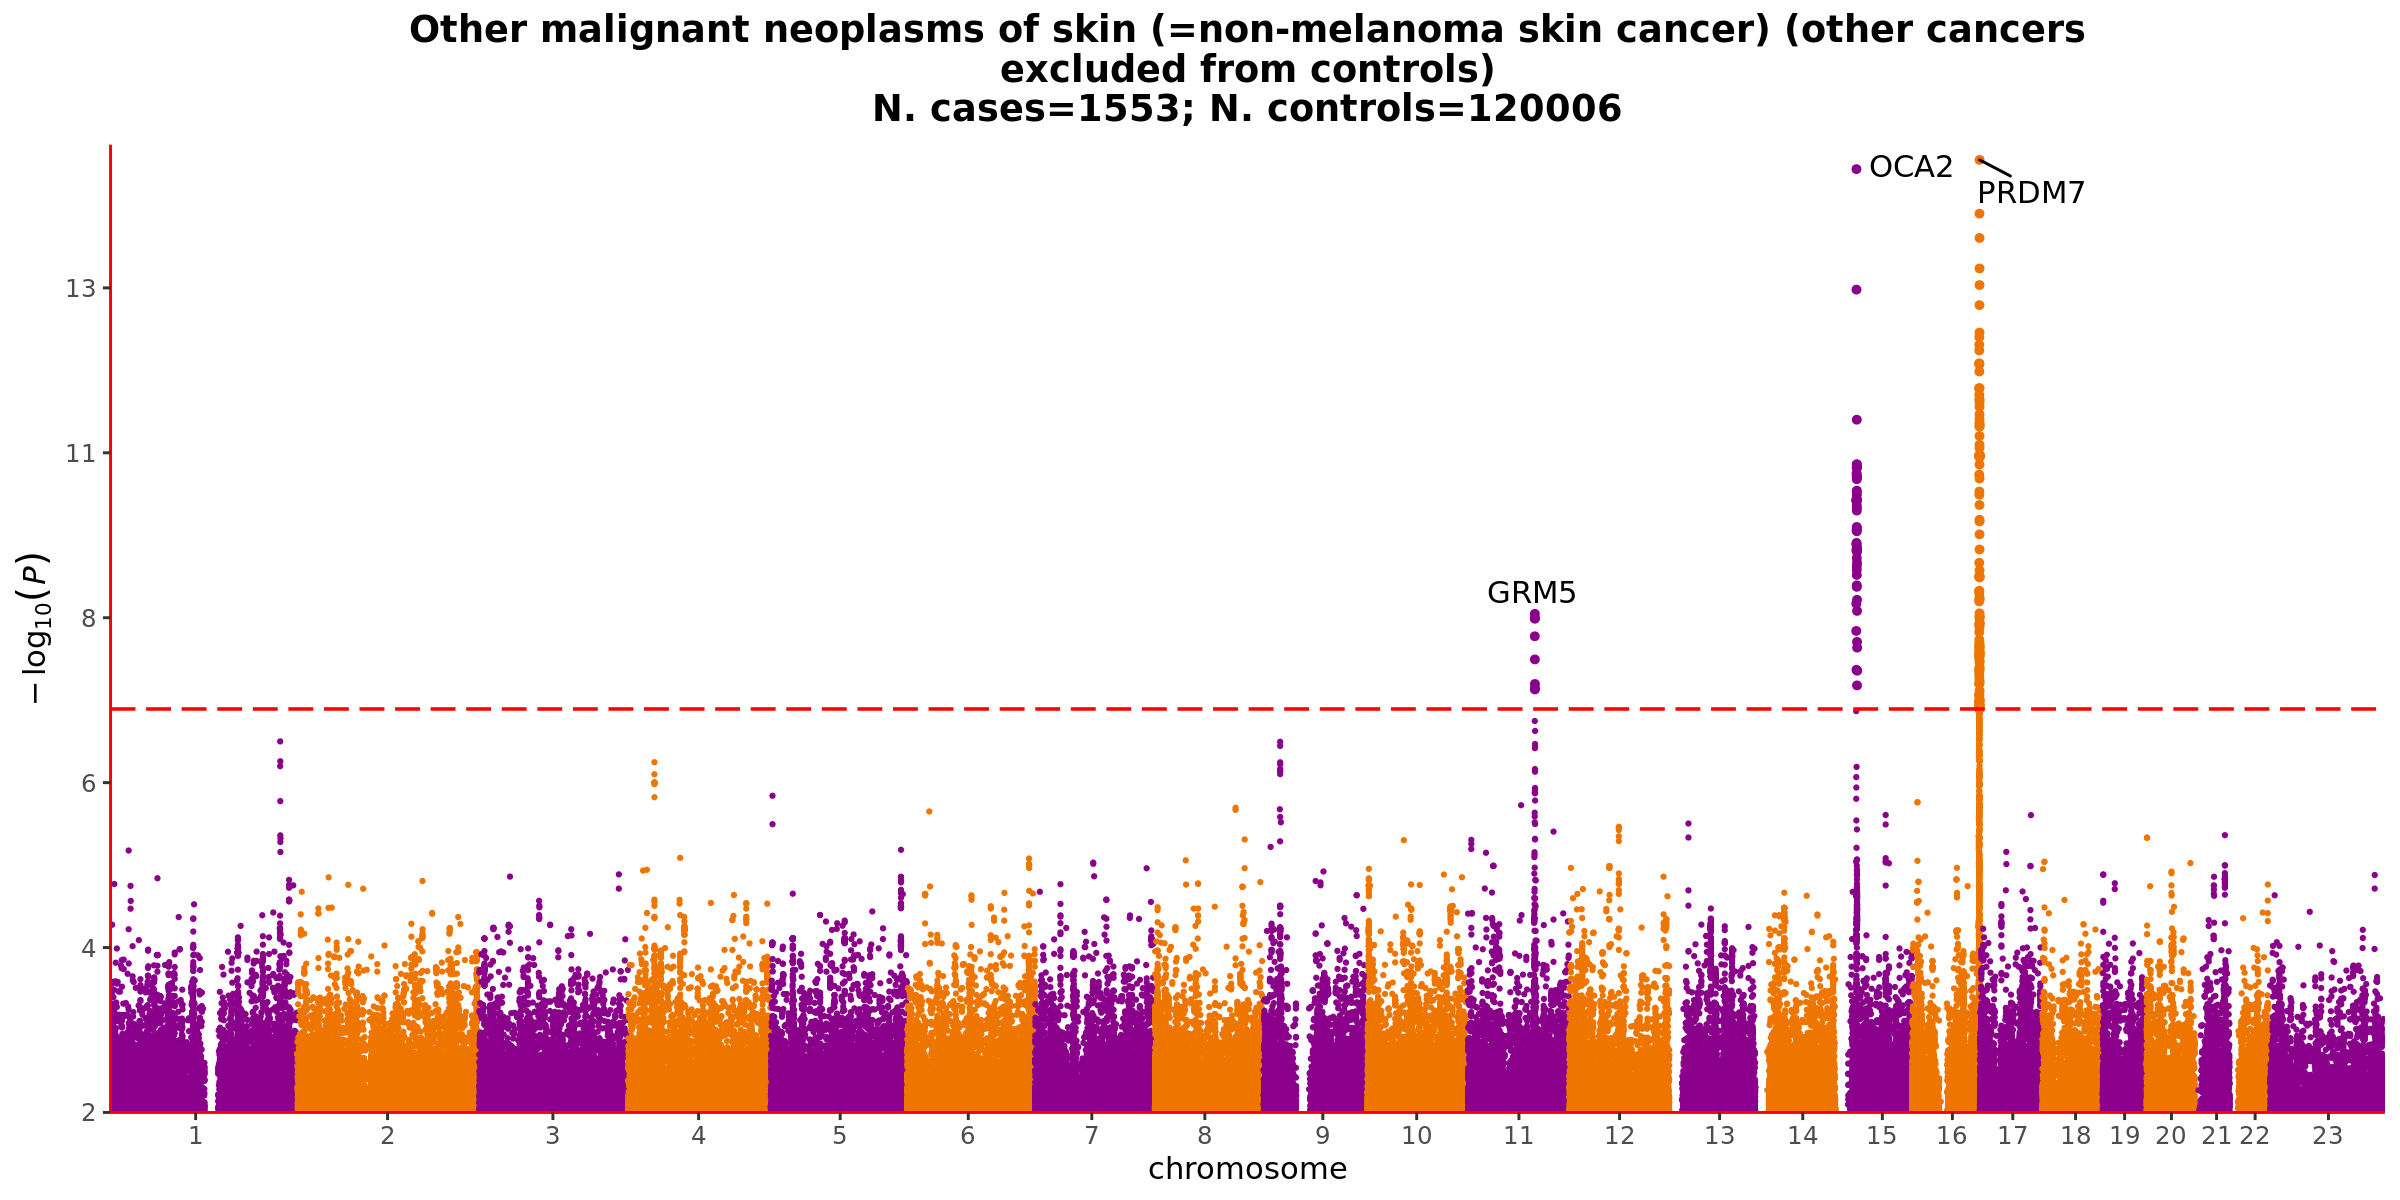 Other malignant neoplasms of skin (=non-melanoma skin cancer) (other cancers
excluded from controls)
N. cases=1553; N. controls=120006
OCA2
PRDM7
13
11
GRM5
8
−log10(P)
6
4
2
1 2 3 4 5 6 7 8 9 10 11 12 13 14 15 16 17 18 19 20 21 22 23
chromosome